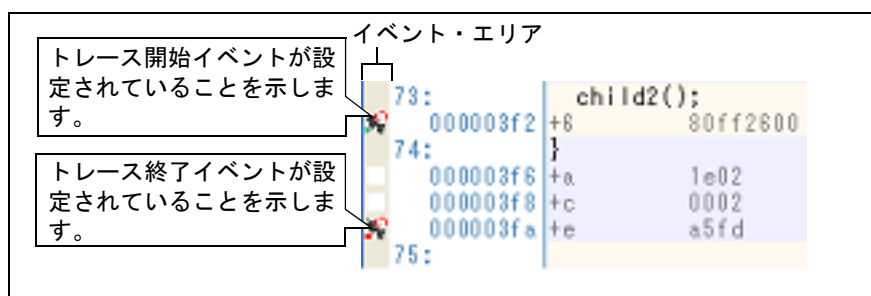 イベント・エリア
トレース開始イベントが設
定されていることを示しま
す。
トレース終了イベントが設
定されていることを示しま
す。
73: child2();
000003f2 +6 80ff2600
74: }
000003f6 +a 1e02
000003f8 +c 0002
000003fa +e a5fd
75: